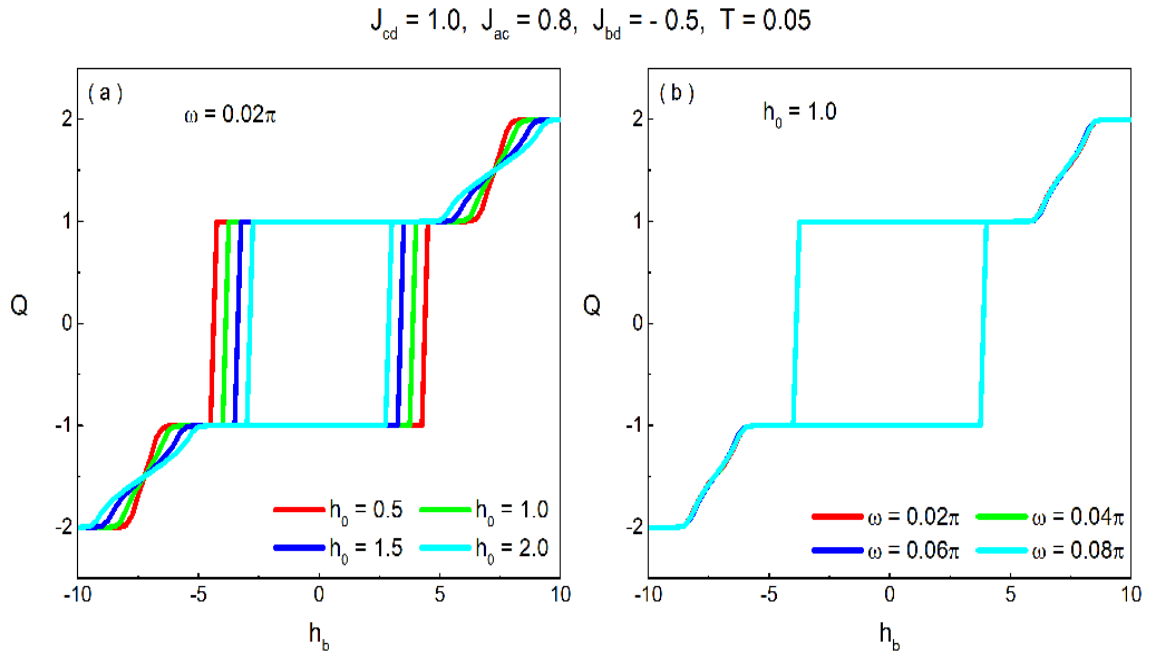 J_cd = 1.0, J_ac = 0.8, J_bd = - 0.5, T = 0.05
( a )
ω = 0.02π
2
1
0
-1
-2
Q
h_0 = 0.5
h_0 = 1.0
h_0 = 1.5
h_0 = 2.0
-10
-5
0
5
10
h_b
( b )
h_0 = 1.0
2
1
0
-1
-2
Q
ω = 0.02π
ω = 0.04π
ω = 0.06π
ω = 0.08π
-10
-5
0
5
10
h_b